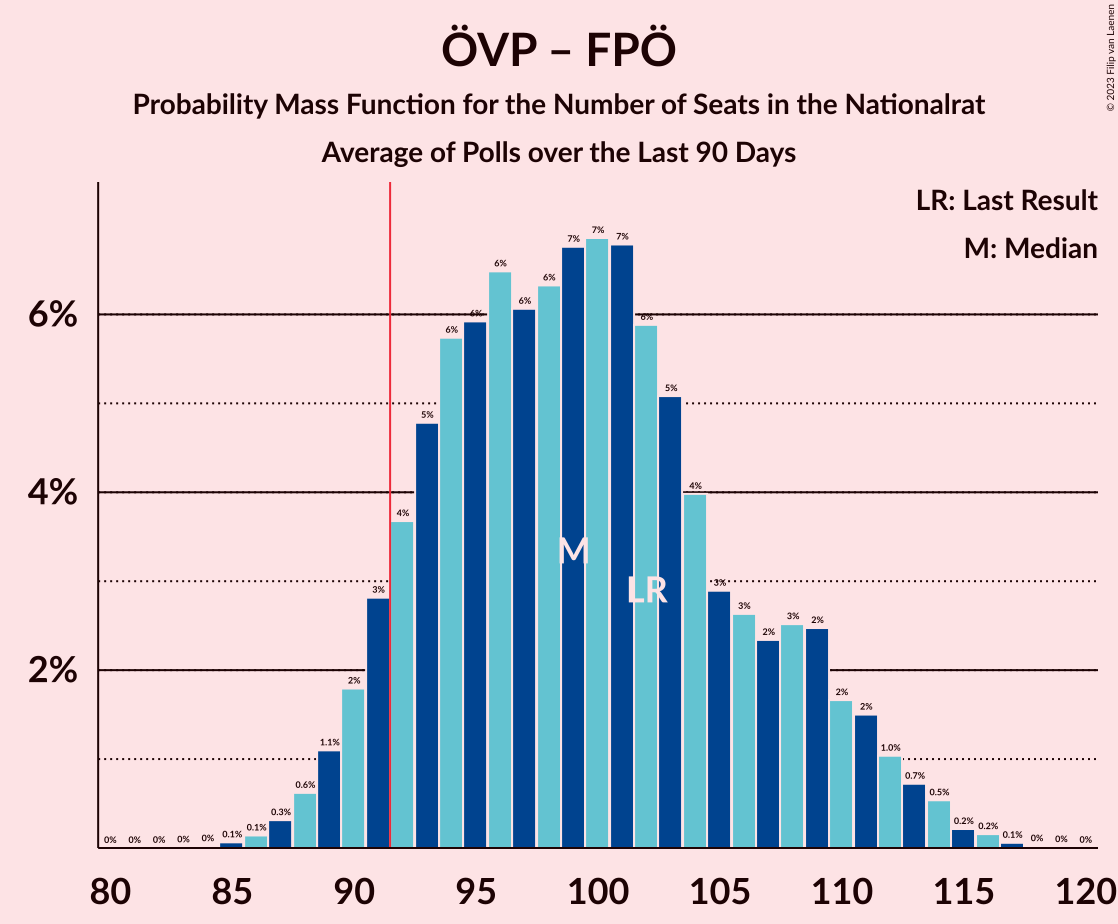 ÖVP – FPÖ
Probability Mass Function for the Number of Seats in the Nationalrat
Average of Polls over the Last 90 Days
© 2023 Filip van Laenen
LR: Last Result
M: Median
6%
4%
2%
0% 0% 0% 0% 0% 0.1% 0.1% 0.3% 0.6% 1.1% 2% 3% 4% 5% 6% 6% 6% 6% 6% 7% 7% 7% 6% 5% 4% 3% 3% 2% 3% 2% 2% 2% 1.0% 0.7% 0.5% 0.2% 0.2% 0.1% 0% 0% 0%
M
LR
80 85 90 95 100 105 110 115 120